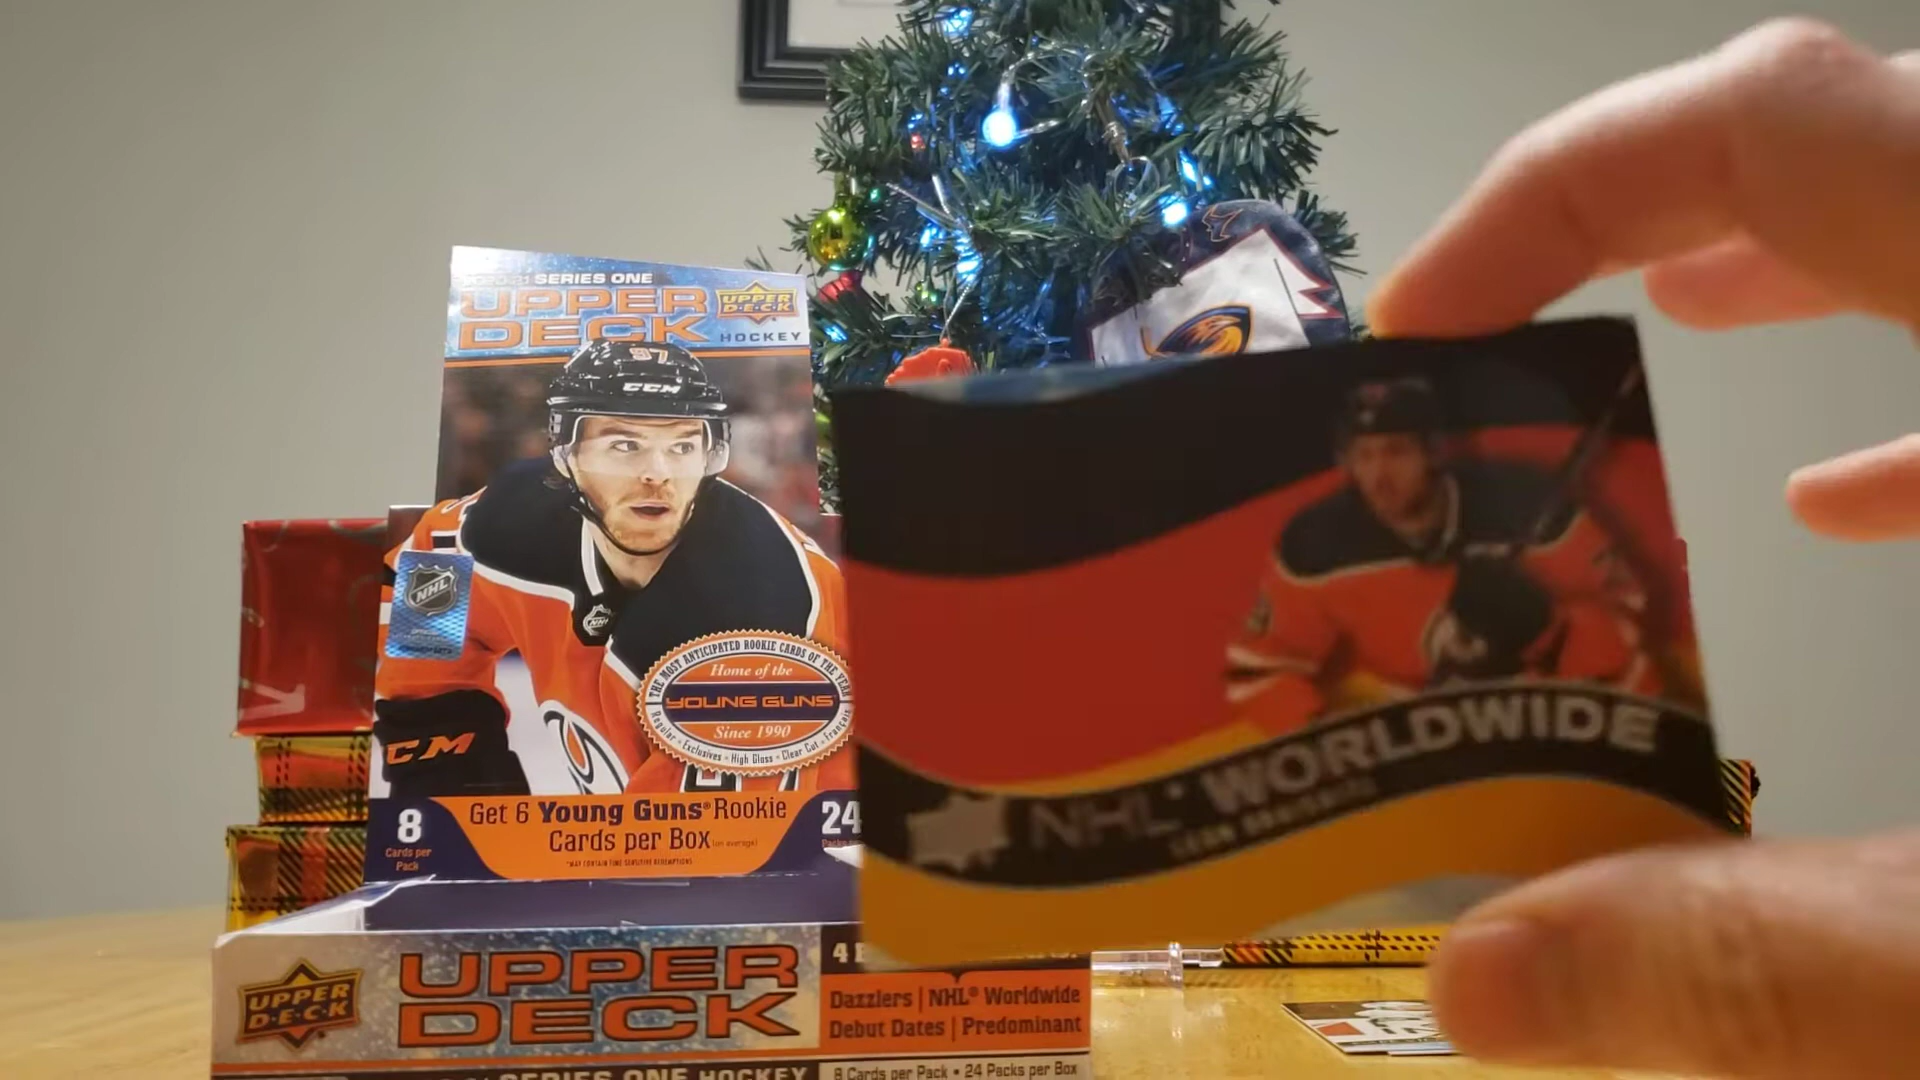 SERIES ONE
UPPER
DECK
UPPER
D·E·C·K
HOCKEY
97
CCM
NHL
NHL
THE MOST ANTICIPATED ROOKIE CARDS OF THE YEAR
Home of the
YOUNG GUNS
Since 1990
Regular • Exclusives • High Gloss • Clear Cut •
CCM
8
Cards per
Pack
Get 6 Young Guns® Rookie
Cards per Box (on average)
*MAY CONTAIN TIME SENSITIVE REDEMPTIONS
24
NHL® WORLDWIDE
UPPER
D·E·C·K
UPPER
DECK
4
Dazzlers | NHL® Worldwide
Debut Dates | Predominant
SERIES ONE HOCKEY
8 Cards per Pack • 24 Packs per Box